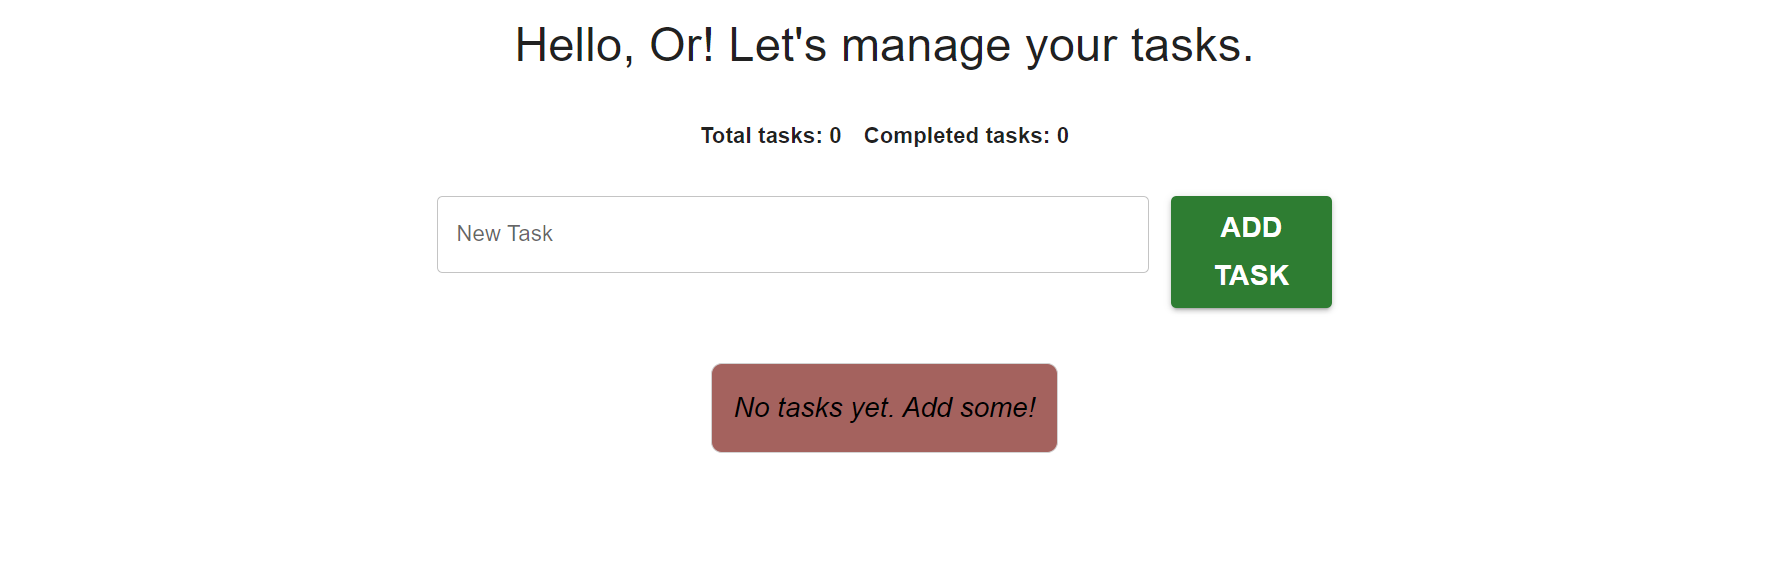 Hello, Or! Let's manage your tasks.
Total tasks: 0 Completed tasks: 0
New Task
ADD
TASK
No tasks yet. Add some!